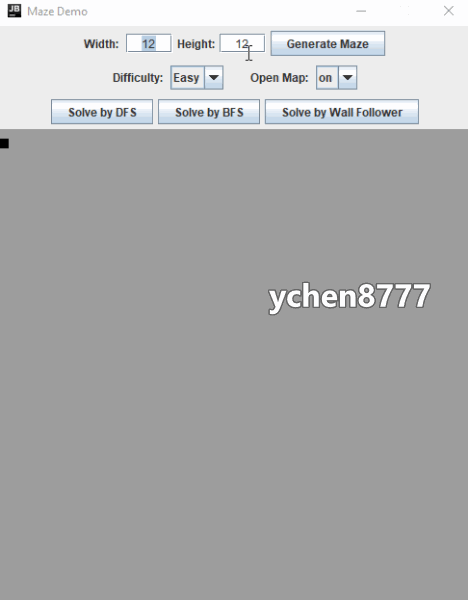 JB Maze Demo
Width: 12 Height: 12 Generate Maze
Difficulty: Easy Open Map: on
Solve by DFS Solve by BFS Solve by Wall Follower
ychen8777